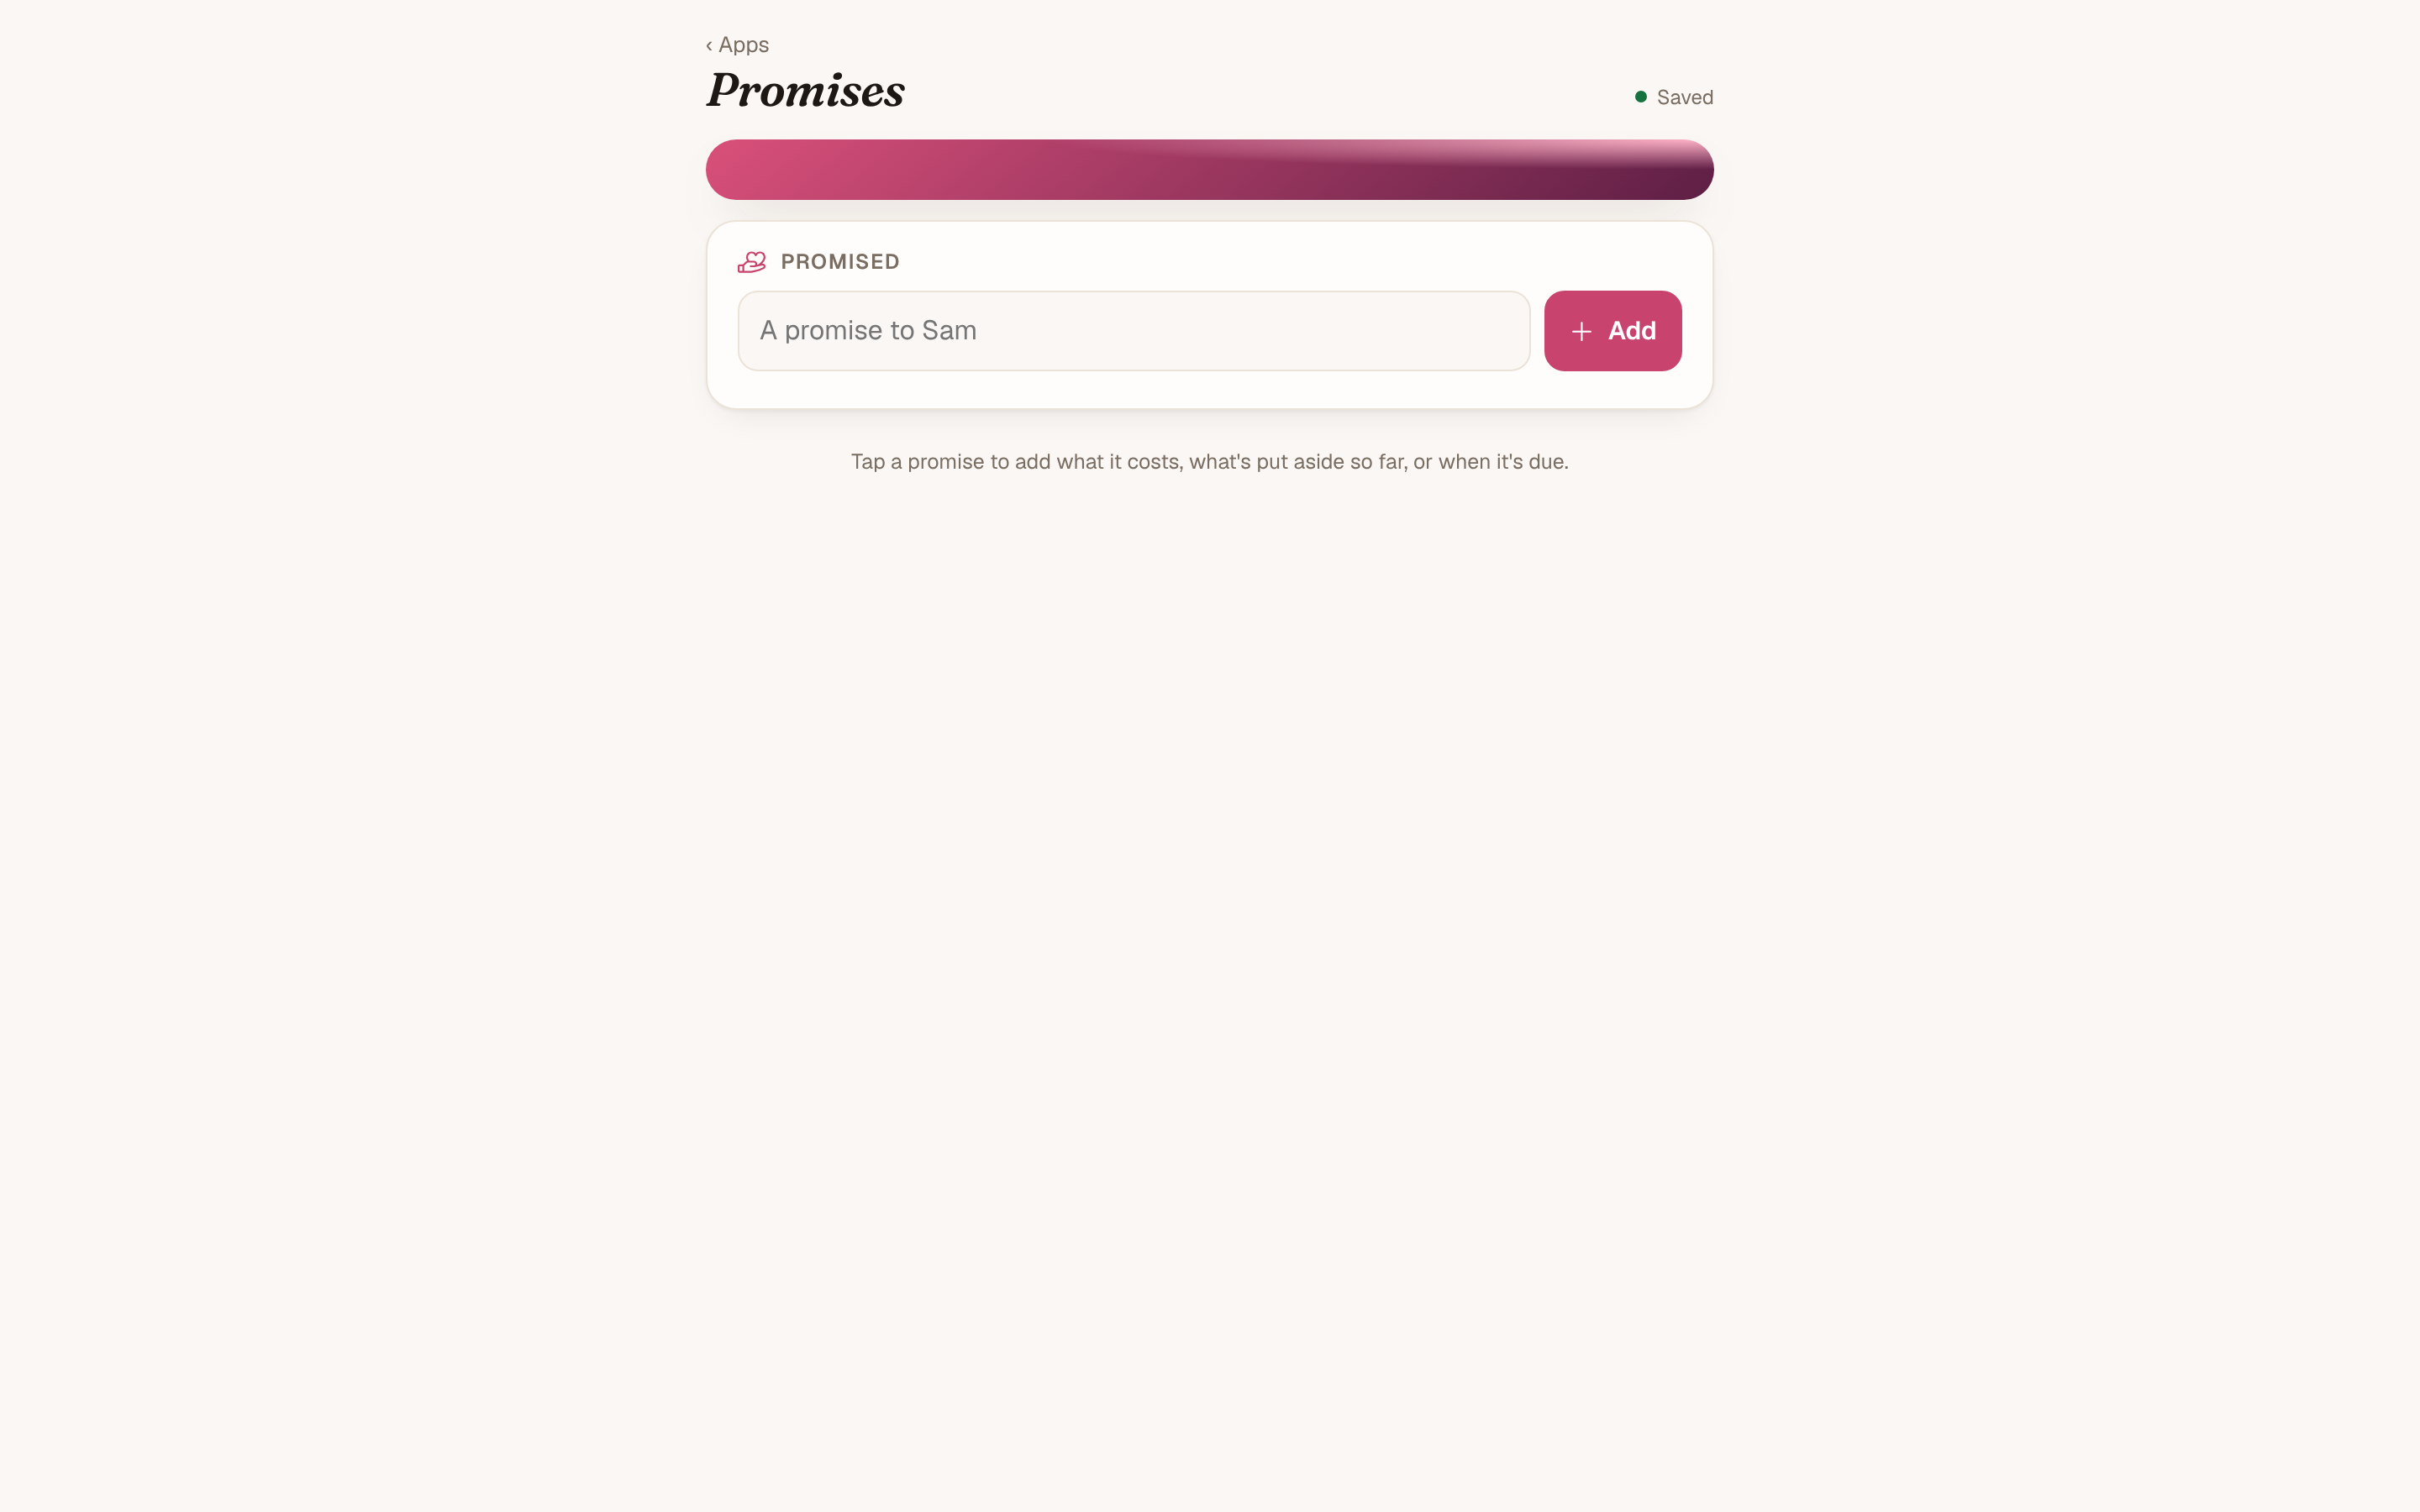 ‹ Apps
Promises
Saved
PROMISED
A promise to Sam
+ Add
Tap a promise to add what it costs, what's put aside so far, or when it's due.